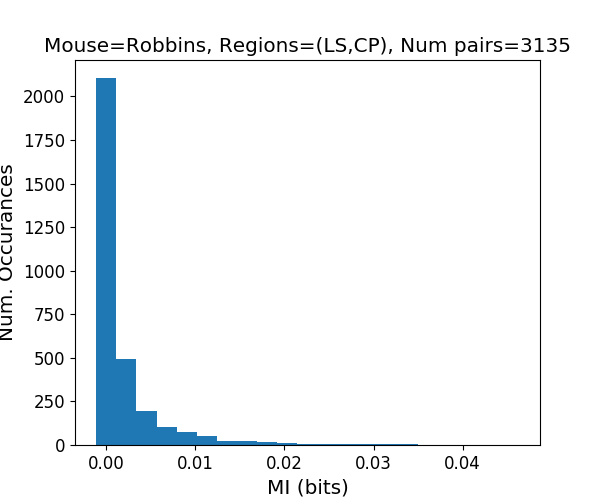 Mouse=Robbins, Regions=(LS,CP), Num pairs=3135
Num. Occurances
2000
1750
1500
1250
1000
750
500
250
0
0.00 0.01 0.02 0.03 0.04
MI (bits)